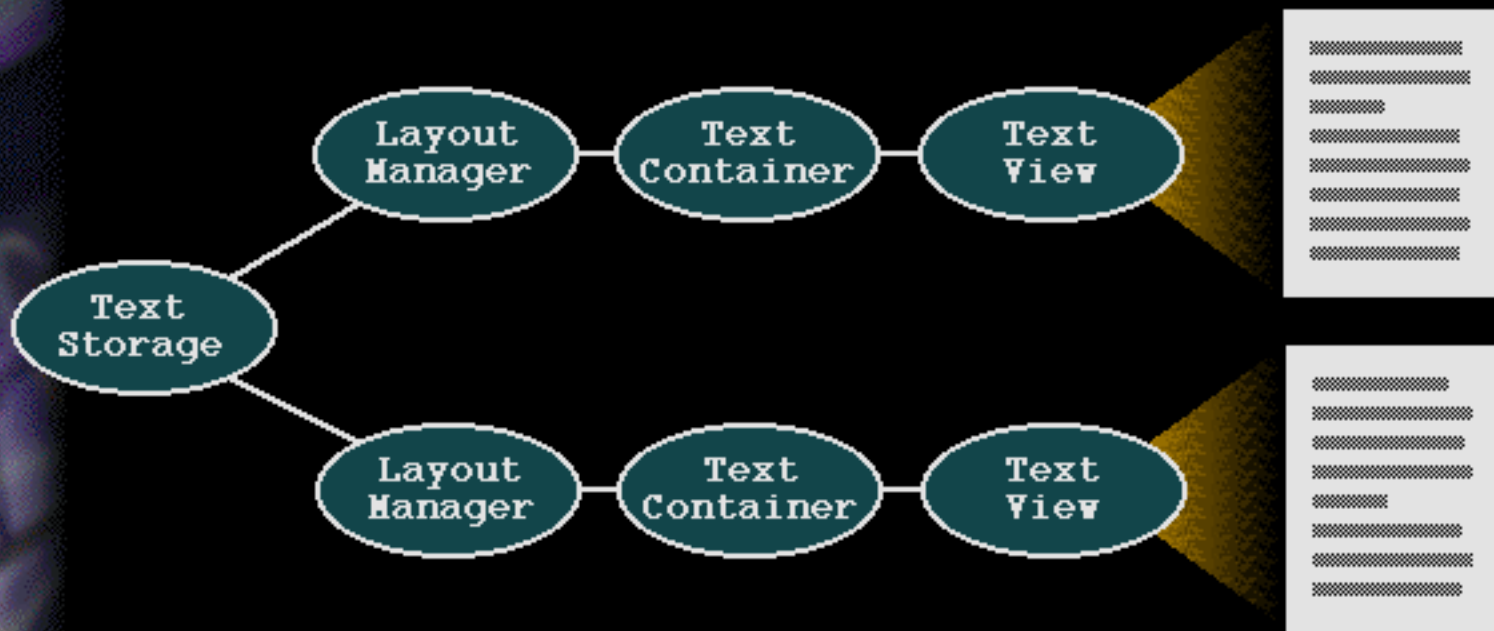 Layout
Manager
Text
Container
Text
View
Text
Storage
Layout
Manager
Text
Container
Text
View